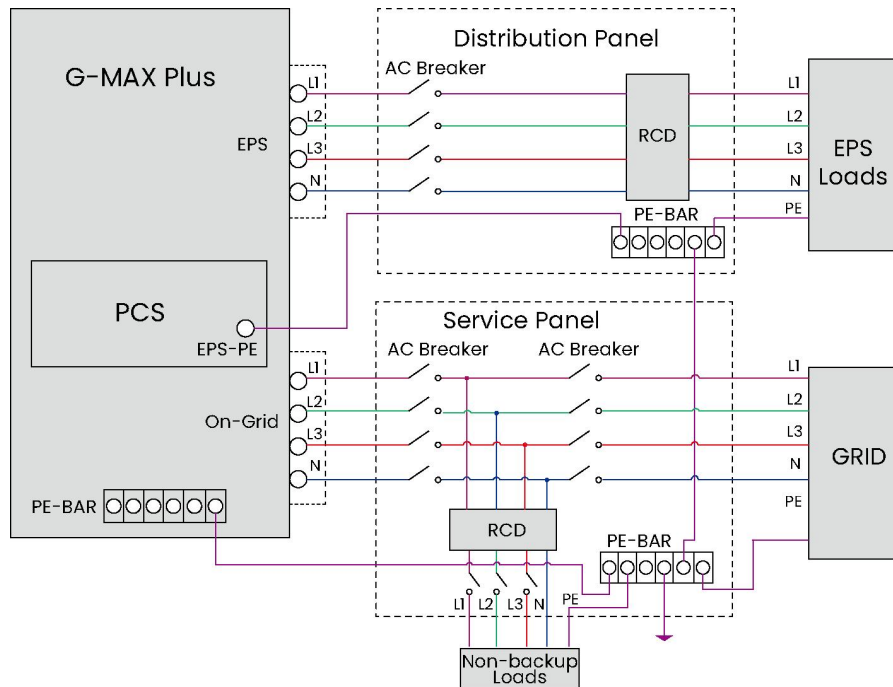 Distribution Panel
G-MAX Plus
AC Breaker
L1
L1
L2
L2
EPS
RCD
EPS
Loads
L3
L3
N
N
PE-BAR
PE
PCS
EPS-PE
Service Panel
AC Breaker
AC Breaker
L1
L1
L2
L2
On-Grid
L3
L3
GRID
N
N
PE-BAR
PE
RCD
PE-BAR
L1
L2
L3
N
PE
Non-backup
Loads